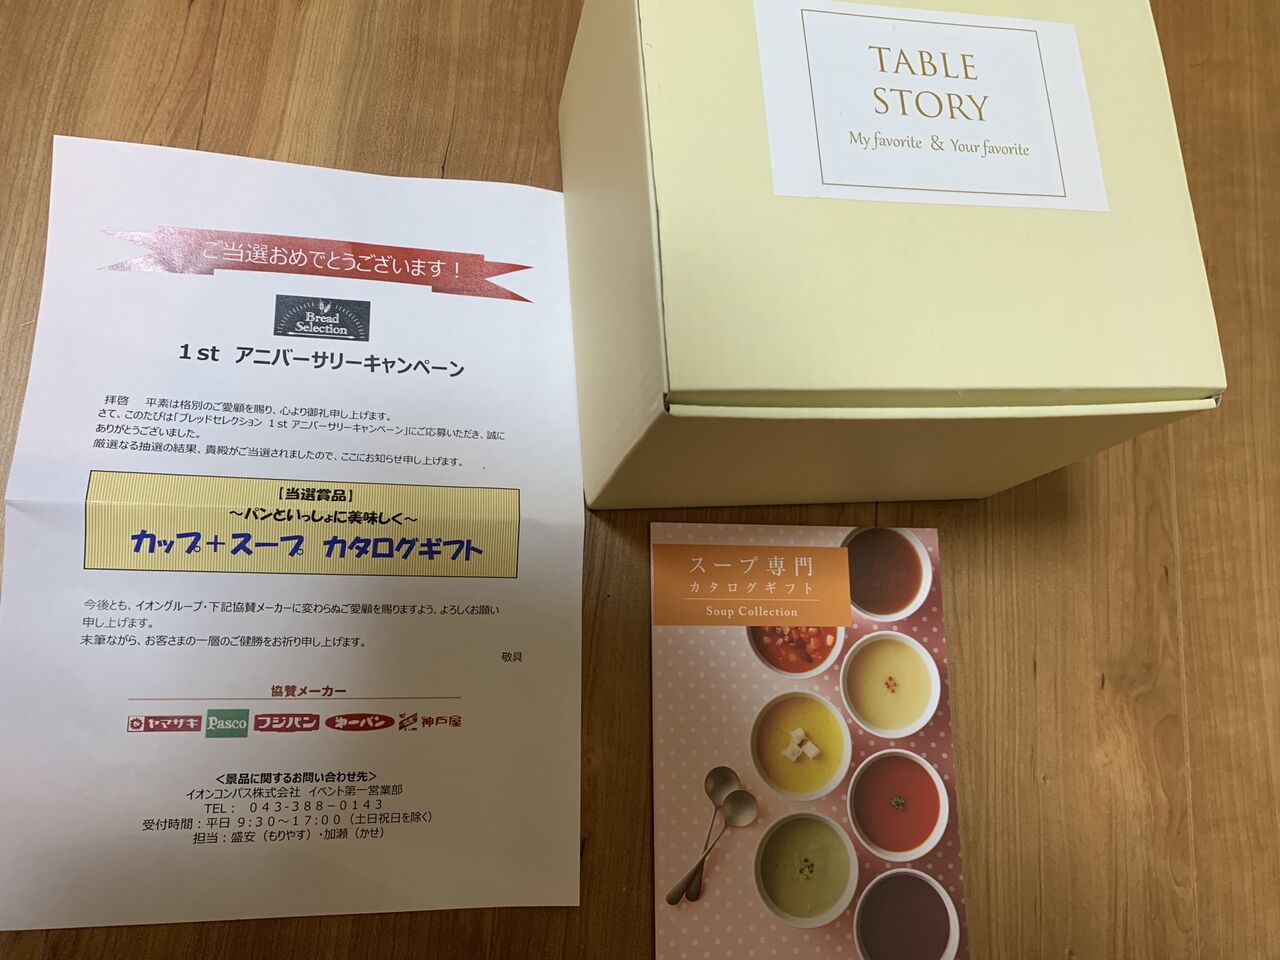 TABLE
STORY
My favorite & Your favorite
ご当選おめでとうございます！
Bread
Selection
1st アニバーサリーキャンペーン
拝啓　平素は格別のご愛顧を賜り、心より御礼申し上げます。
さて、このたびは「ブレッドセレクション 1st アニバーサリーキャンペーン」にご応募いただき、誠に
ありがとうございました。
厳選なる抽選の結果、貴殿がご当選されましたので、ここにお知らせ申し上げます。
【当選賞品】
～パンといっしょに美味しく～
カップ＋スープ カタログギフト
今後とも、イオングループ・下記協賛メーカーに変わらぬご愛顧を賜りますよう、よろしくお願い
申し上げます。
末筆ながら、お客さまの一層のご健勝をお祈り申し上げます。
敬具
協賛メーカー
ヤマザキ Pasco フジパン 第一パン 神戸屋
＜景品に関するお問い合わせ先＞
イオンコンパス株式会社 イベント第一営業部
TEL： 043-388-0143
受付時間：平日 9:30～17:00（土日祝日を除く）
担当：盛安（もりやす）・加瀬（かせ）
スープ専門
カタログギフト
Soup Collection